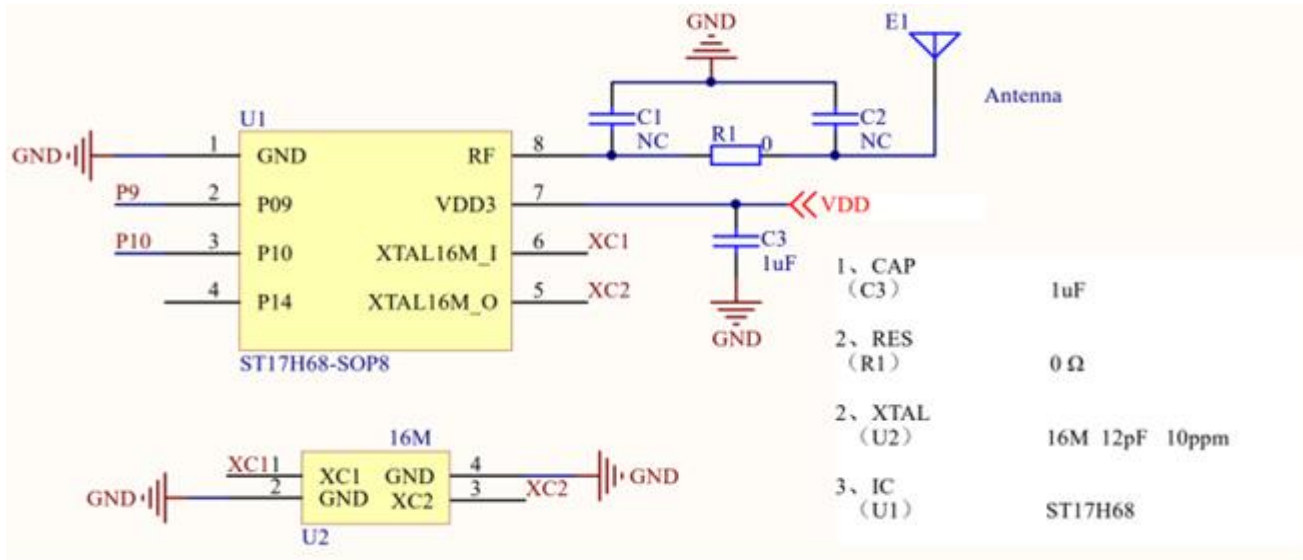 GND
E1
Antenna
C1
NC
C2
NC
R1
0
U1
GND
1
GND
RF
8
P9
2
P09
VDD3
7
VDD
P10
3
P10
XTAL16M_I
6
XC1
4
P14
XTAL16M_O
5
XC2
ST17H68-SOP8
C3
1uF
GND
16M
XC1
1
XC1
GND
4
GND
GND
2
GND
XC2
3
XC2
U2
1、CAP
（C3） 1uF
2、RES
（R1） 0 Ω
2、XTAL
（U2） 16M 12pF 10ppm
3、IC
（U1） ST17H68